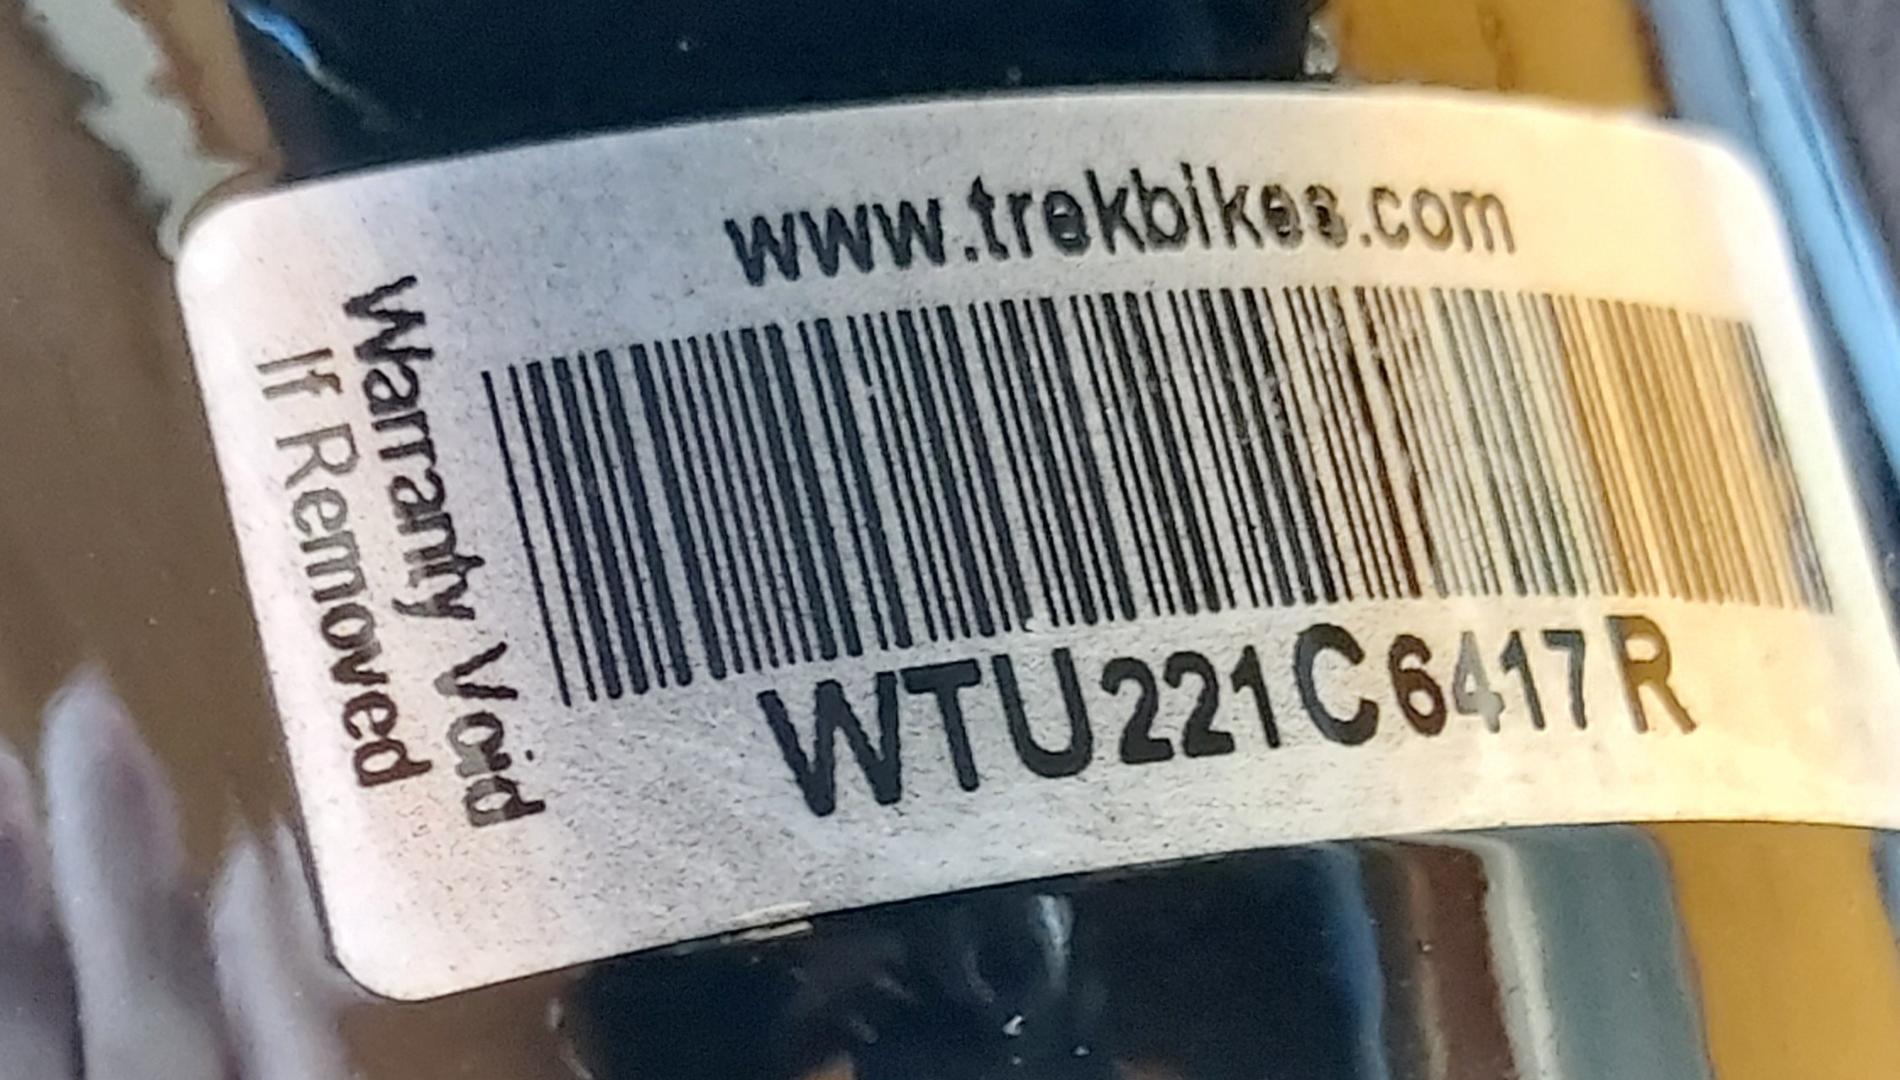 www.trekbikes.com
WTU221C6417R
Warranty Void
If Removed